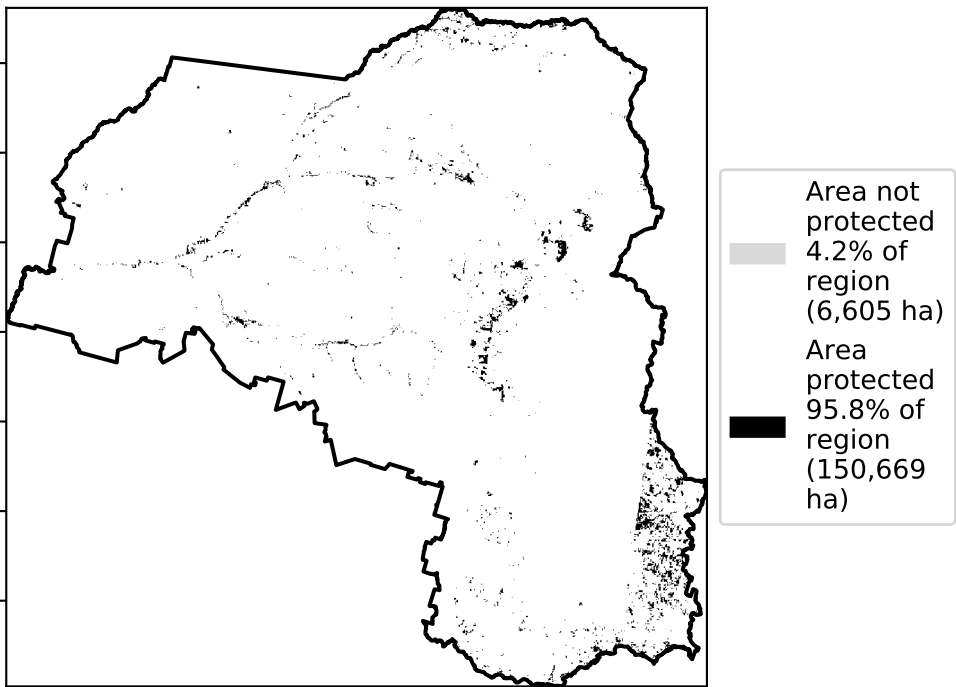 Area not
protected
4.2% of
region
(6,605 ha)
Area
protected
95.8% of
region
(150,669
ha)